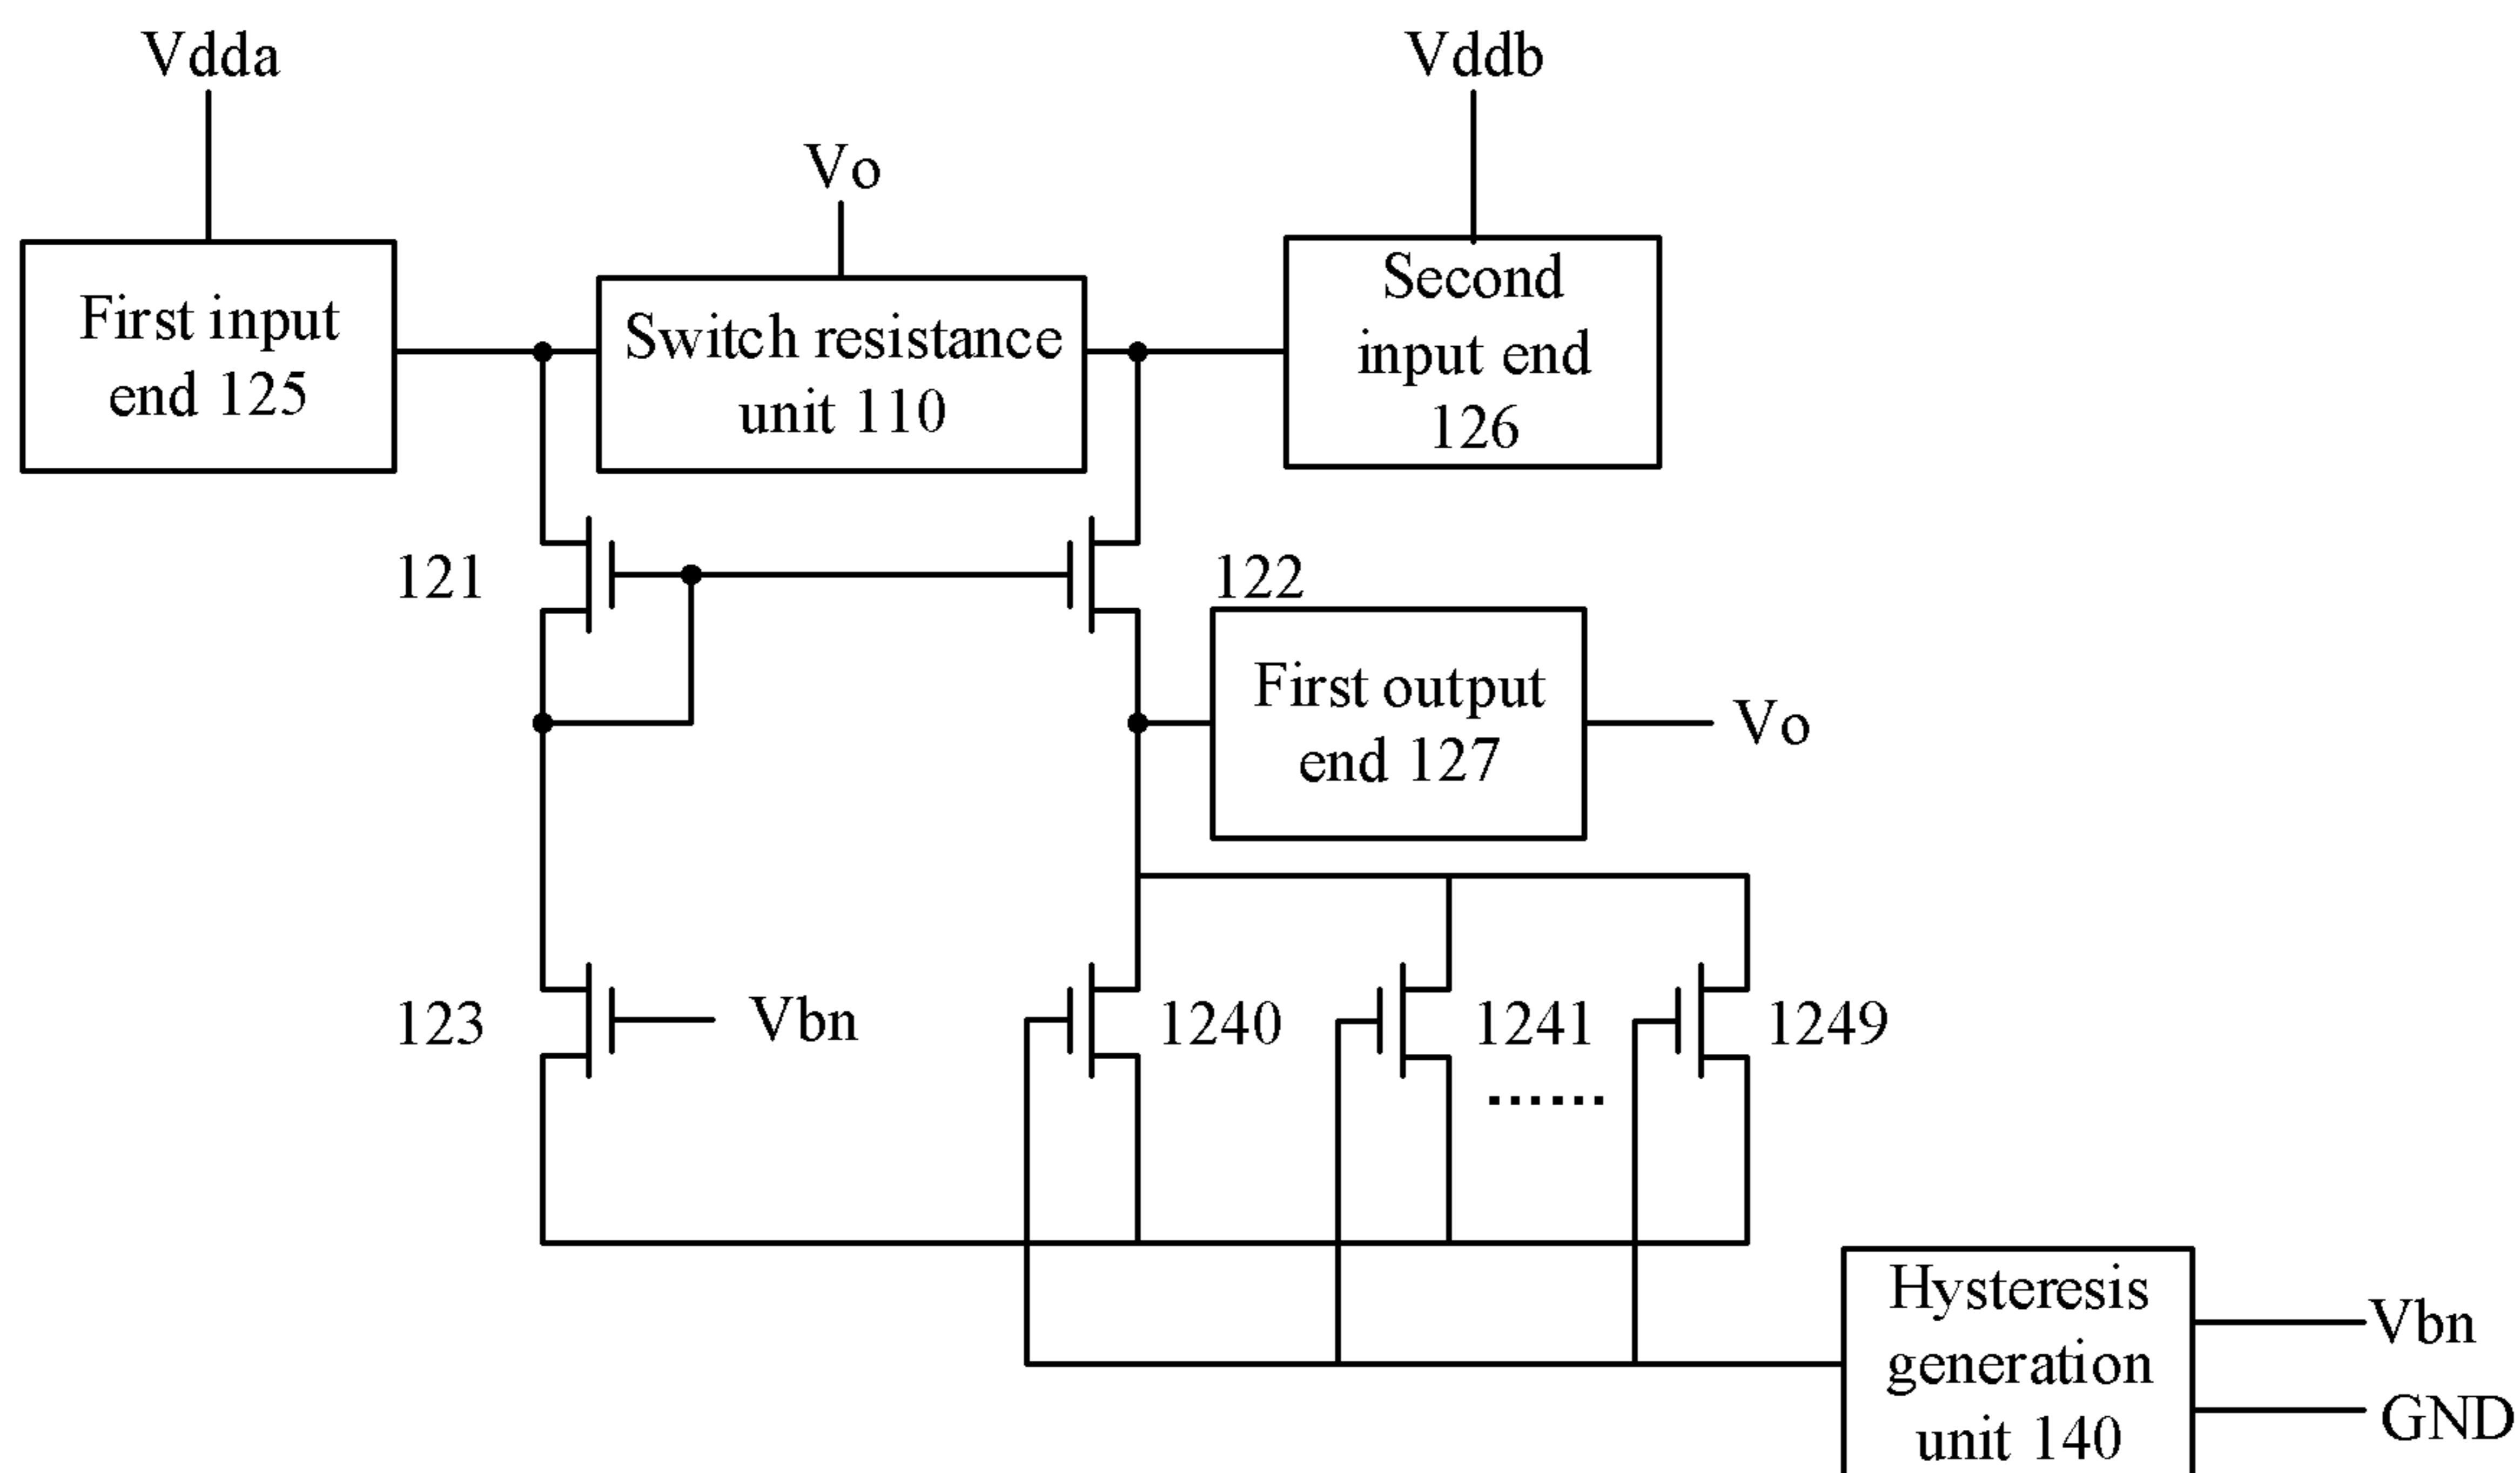 Vdda
Vddb
Vo
First input
end 125
Switch resistance
unit 110
Second
input end
126
121
122
First output
end 127
Vo
123
Vbn
1240
1241
1249
......
Hysteresis
generation
unit 140
Vbn
GND